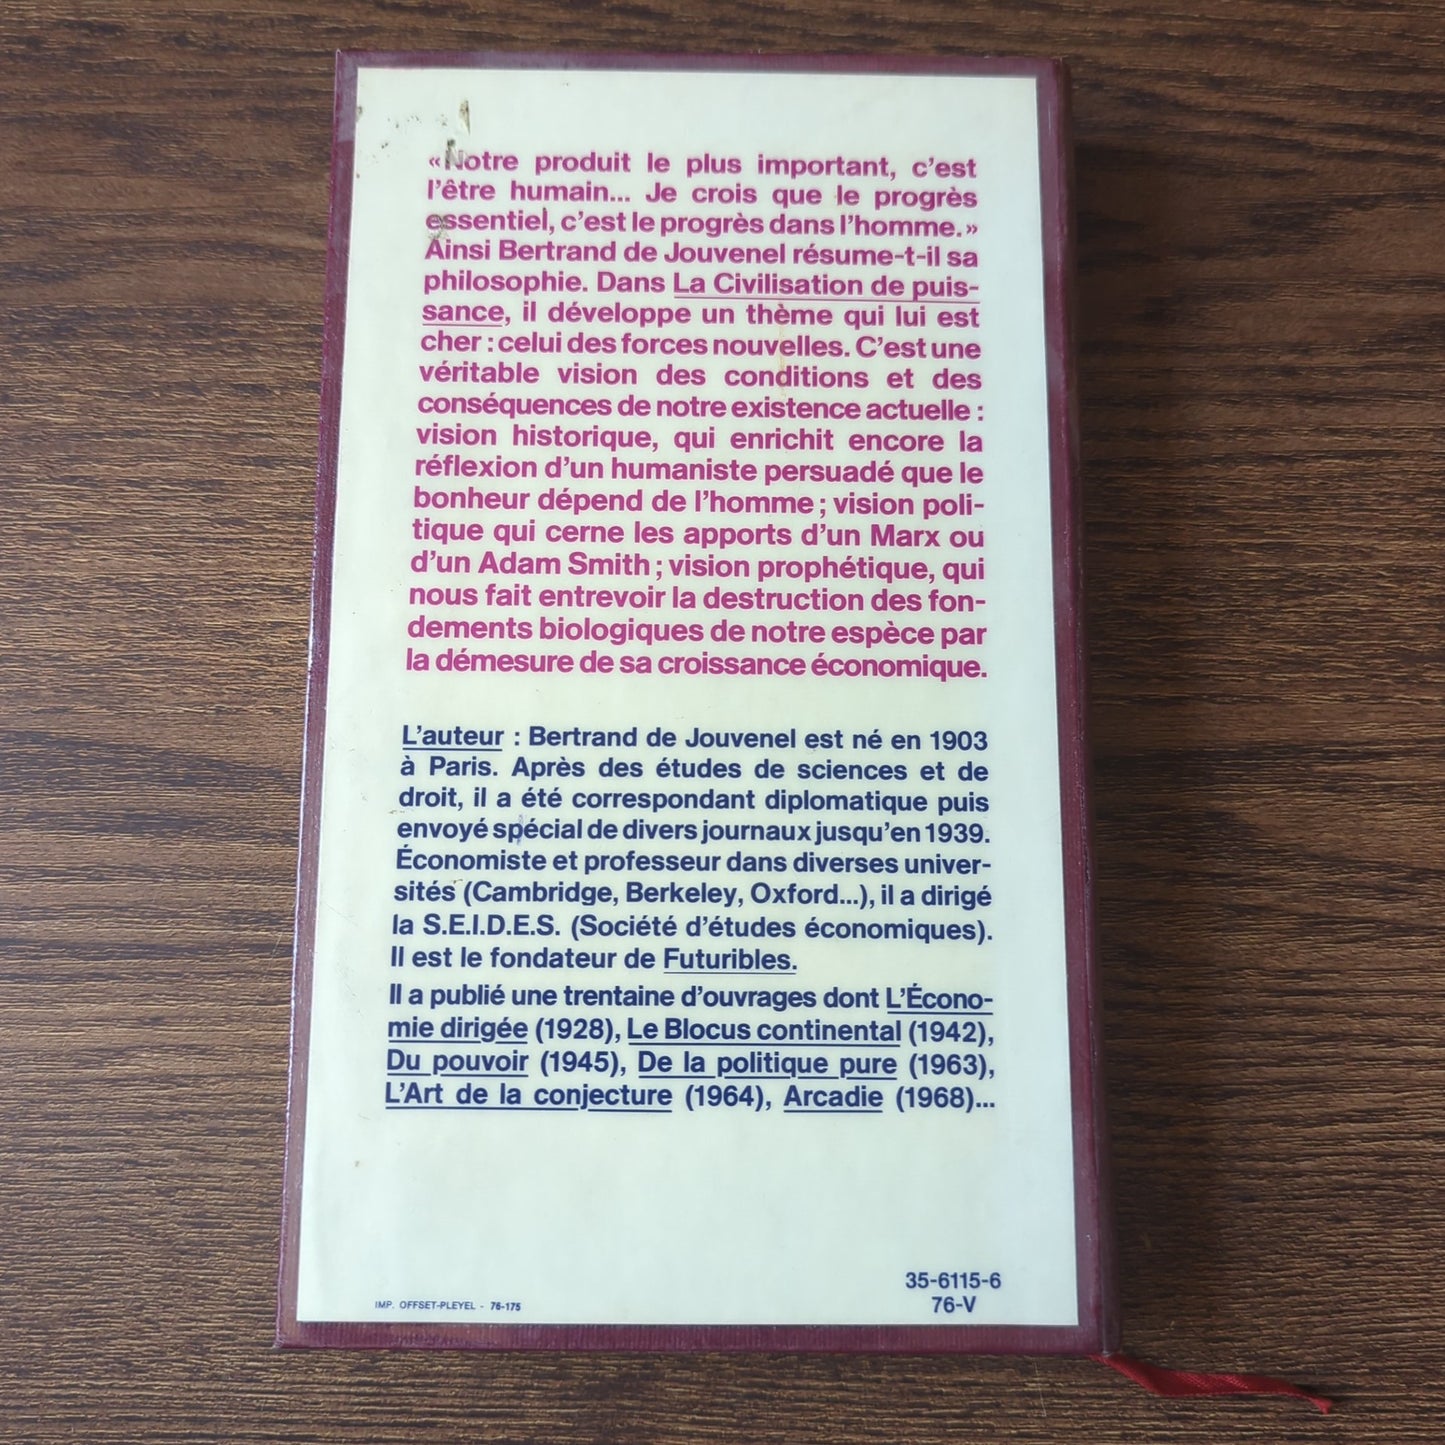 «Notre produit le plus important, c'est
l'être humain... Je crois que le progrès
essentiel, c'est le progrès dans l'homme.»
Ainsi Bertrand de Jouvenel résume-t-il sa
philosophie. Dans La Civilisation de puis-
sance, il développe un thème qui lui est
cher : celui des forces nouvelles. C'est une
véritable vision des conditions et des
conséquences de notre existence actuelle :
vision historique, qui enrichit encore la
réflexion d'un humaniste persuadé que le
bonheur dépend de l'homme ; vision poli-
tique qui cerne les apports d'un Marx ou
d'un Adam Smith ; vision prophétique, qui
nous fait entrevoir la destruction des fon-
dements biologiques de notre espèce par
la démesure de sa croissance économique.
L'auteur : Bertrand de Jouvenel est né en 1903
à Paris. Après des études de sciences et de
droit, il a été correspondant diplomatique puis
envoyé spécial de divers journaux jusqu'en 1939.
Économiste et professeur dans diverses univer-
sités (Cambridge, Berkeley, Oxford...), il a dirigé
la S.E.I.D.E.S. (Société d'études économiques).
Il est le fondateur de Futuribles.
Il a publié une trentaine d'ouvrages dont L'Écono-
mie dirigée (1928), Le Blocus continental (1942),
Du pouvoir (1945), De la politique pure (1963),
L'Art de la conjecture (1964), Arcadie (1968)...
35-6115-6
76-V
IMP. OFFSET-PLEYEL - 76-175